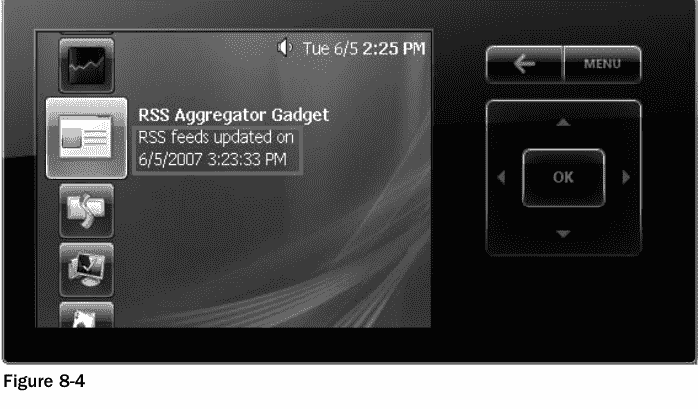 Tue 6/5 2:25 PM
MENU
RSS Aggregator Gadget
RSS feeds updated on
6/5/2007 3:23:33 PM
OK
Figure 8-4